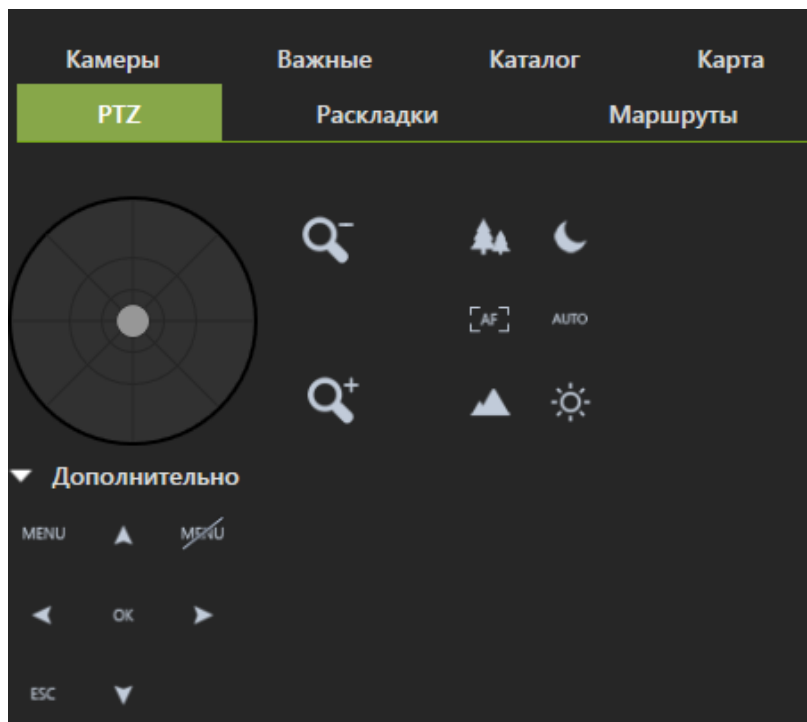 Камеры Важные Каталог Карта
PTZ Раскладки Маршруты
AF AUTO
Дополнительно
MENU MENU
OK
ESC